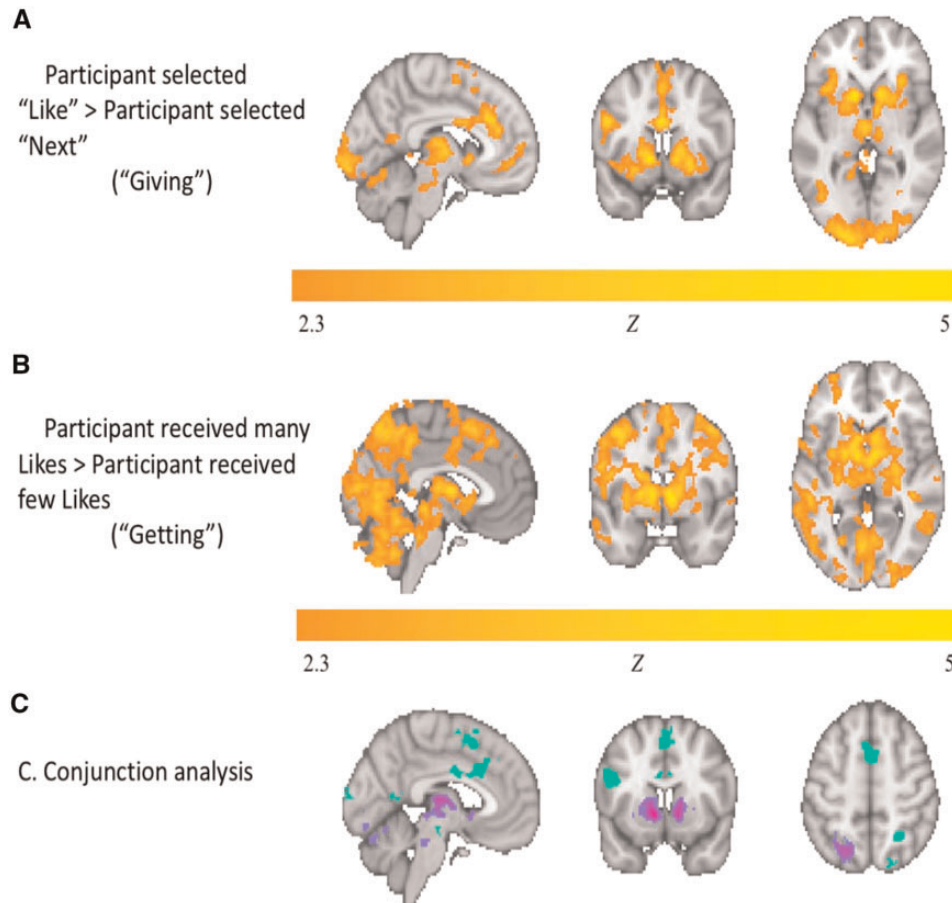 A
Participant selected
“Like” > Participant selected
“Next”
(“Giving”)
2.3 Z 5
B
Participant received many
Likes > Participant received
few Likes
(“Getting”)
2.3 Z 5
C
C. Conjunction analysis